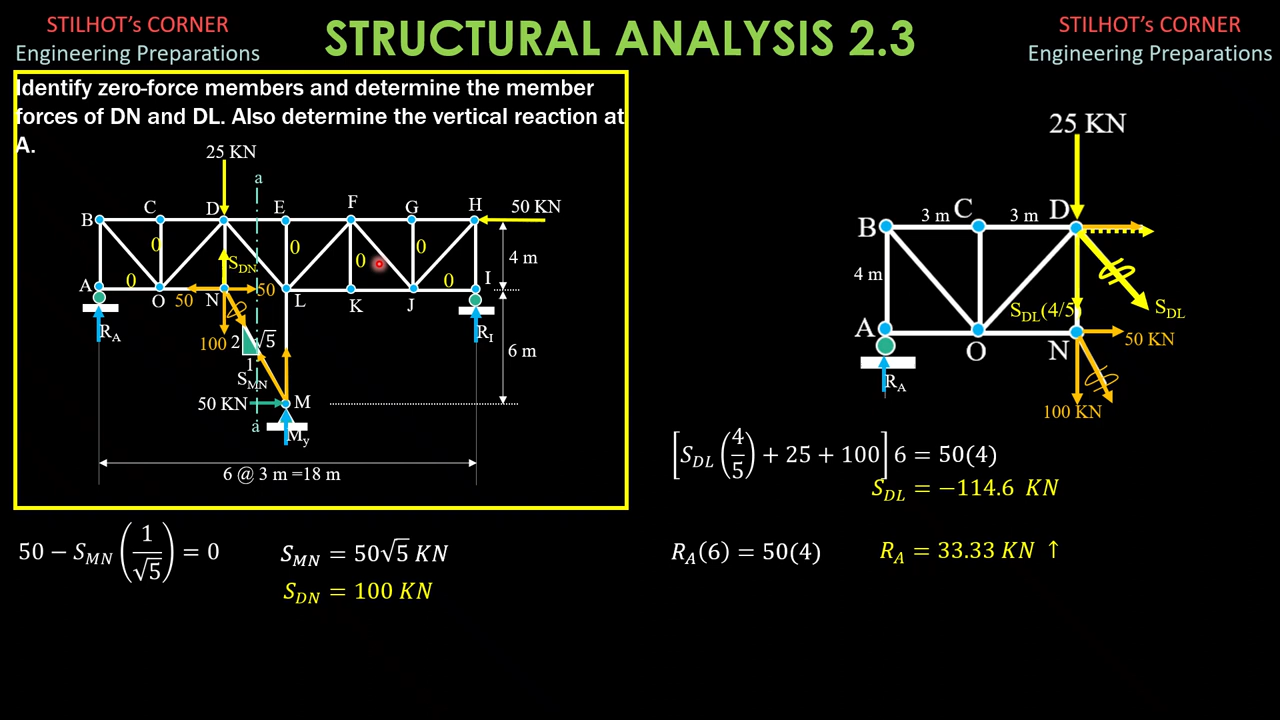 STILHOT's CORNER
Engineering Preparations
STRUCTURAL ANALYSIS 2.3
STILHOT's CORNER
Engineering Preparations
Identify zero-force members and determine the member
forces of DN and DL. Also determine the vertical reaction at
A.
25 KN
a
B C D E F G H 50 KN
0 0 0 0
4 m
A 0 O 50 N S_DN 50 L K J 0 I
R_A
100 2 √5
1
S_MN
R_I
6 m
50 KN M
a
M_y
6 @ 3 m =18 m
25 KN
B 3 m C 3 m D
4 m
S_DL(4/5)
S_DL
A O N 50 KN
R_A
100 KN
[S_DL (4/5) + 25 + 100] 6 = 50(4)
S_DL = −114.6 KN
50 − S_MN (1/√5) = 0
S_MN = 50√5 KN
S_DN = 100 KN
R_A(6) = 50(4)
R_A = 33.33 KN ↑